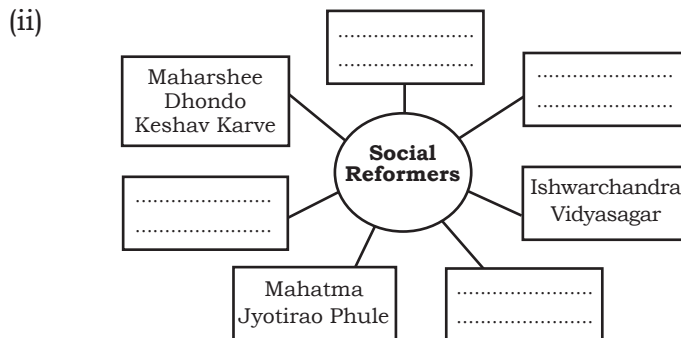 (ii)
........................
........................
........................
........................
Maharshee
Dhondo
Keshav Karve
Social
Reformers
Ishwarchandra
Vidyasagar
........................
........................
Mahatma
Jyotirao Phule
........................
........................